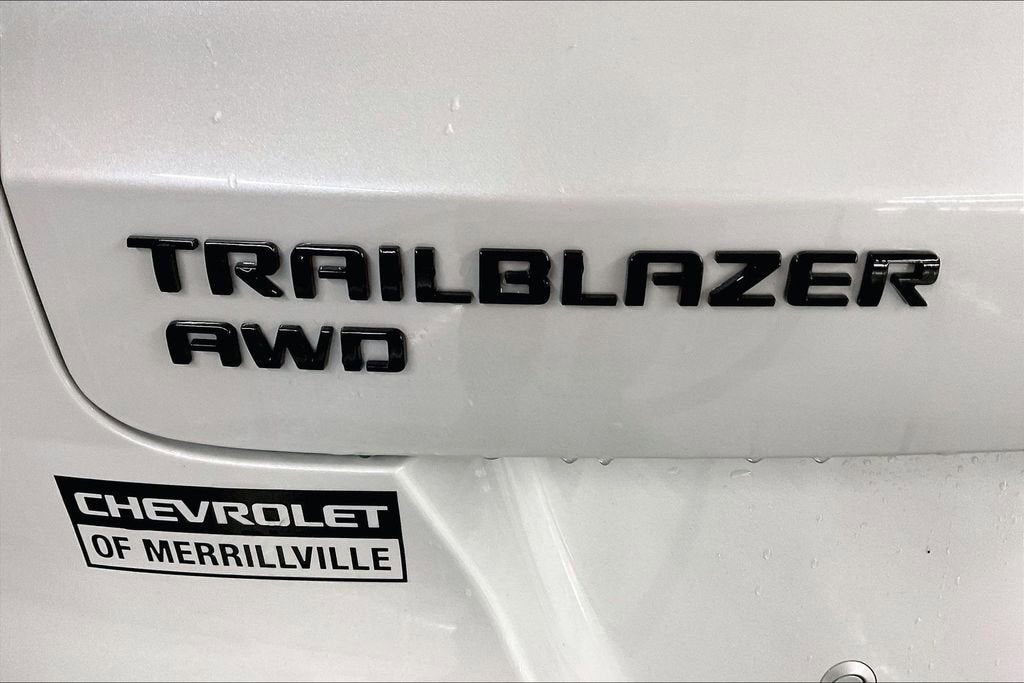 TRAILBLAZER
AWD
CHEVROLET
OF MERRILLVILLE